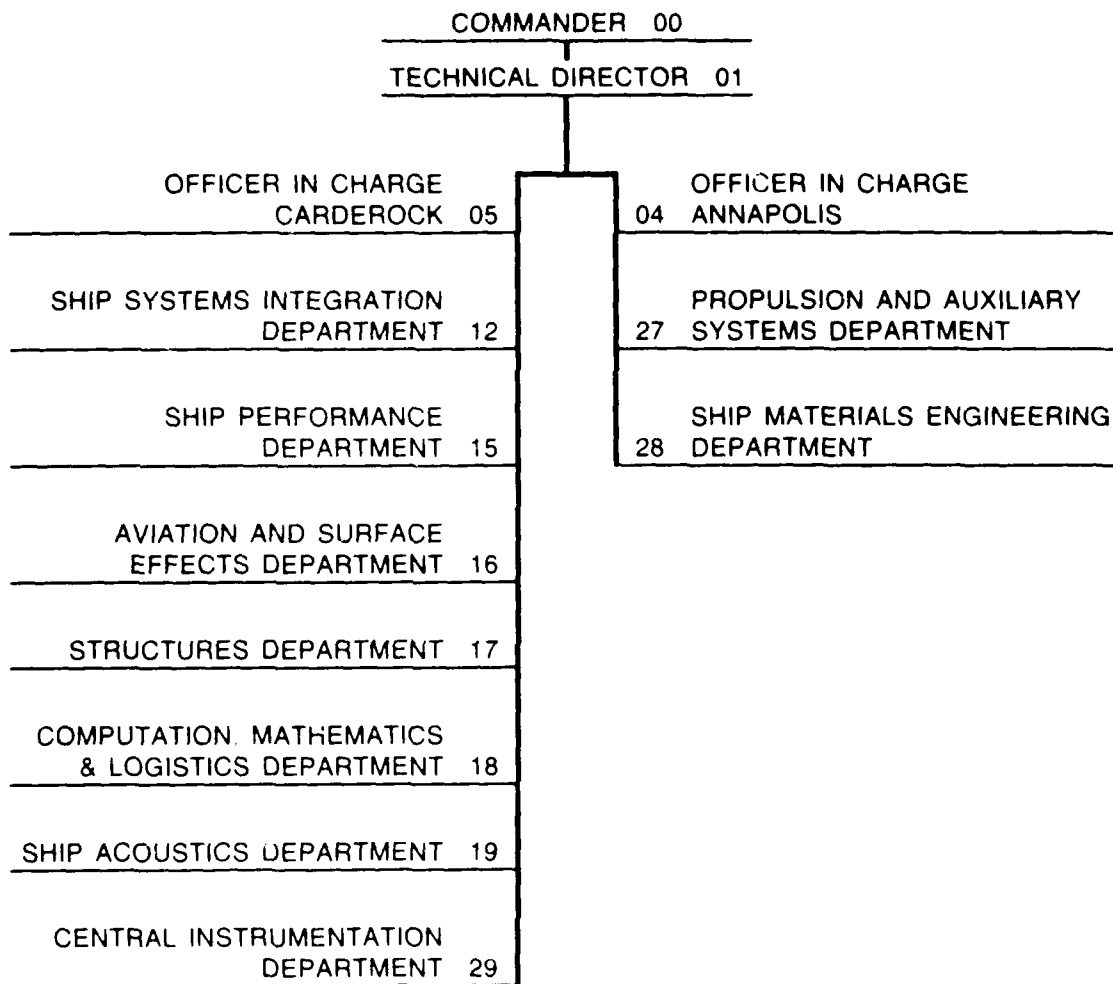 COMMANDER 00
TECHNICAL DIRECTOR 01
OFFICER IN CHARGE
CARDEROCK 05
SHIP SYSTEMS INTEGRATION
DEPARTMENT 12
SHIP PERFORMANCE
DEPARTMENT 15
AVIATION AND SURFACE
EFFECTS DEPARTMENT 16
STRUCTURES DEPARTMENT 17
COMPUTATION, MATHEMATICS
& LOGISTICS DEPARTMENT 18
SHIP ACOUSTICS DEPARTMENT 19
CENTRAL INSTRUMENTATION
DEPARTMENT 29
OFFICER IN CHARGE
04 ANNAPOLIS
PROPULSION AND AUXILIARY
27 SYSTEMS DEPARTMENT
SHIP MATERIALS ENGINEERING
28 DEPARTMENT